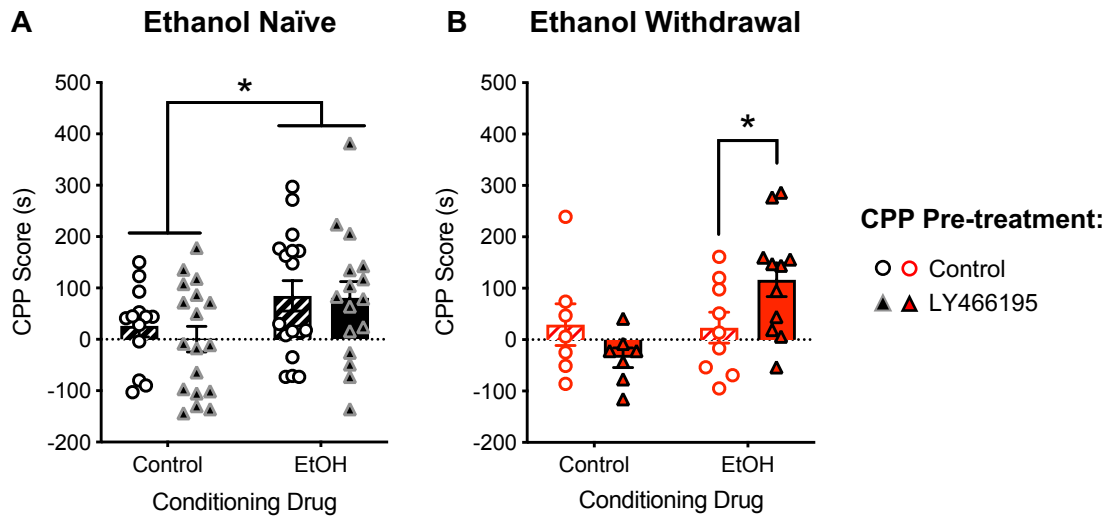 A
Ethanol Naïve
CPP Score (s)
500
400
300
200
100
0
-100
-200
*
Control
EtOH
Conditioning Drug
B
Ethanol Withdrawal
CPP Score (s)
500
400
300
200
100
0
-100
-200
*
Control
EtOH
Conditioning Drug
CPP Pre-treatment:
Control
LY466195